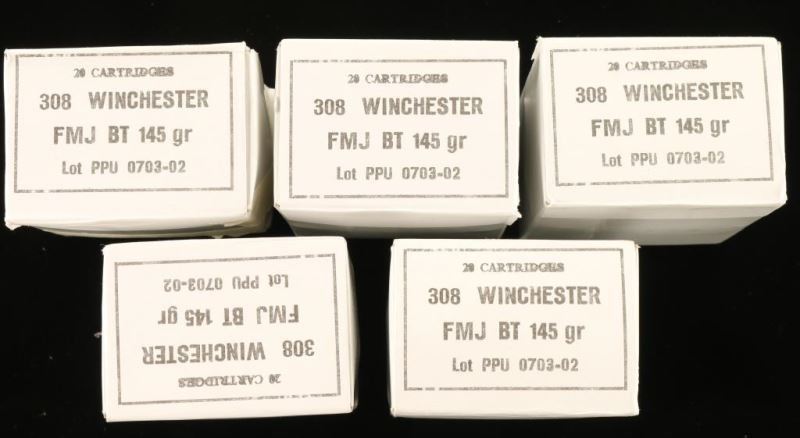 20 CARTRIDGES
308 WINCHESTER
FMJ BT 145 gr
Lot PPU 0703-02
20 CARTRIDGES
308 WINCHESTER
FMJ BT 145 gr
Lot PPU 0703-02
20 CARTRIDGES
308 WINCHESTER
FMJ BT 145 gr
Lot PPU 0703-02
20 CARTRIDGES
308 WINCHESTER
FMJ BT 145 gr
Lot PPU 0703-02
20 CARTRIDGES
308 WINCHESTER
FMJ BT 145 gr
Lot PPU 0703-02